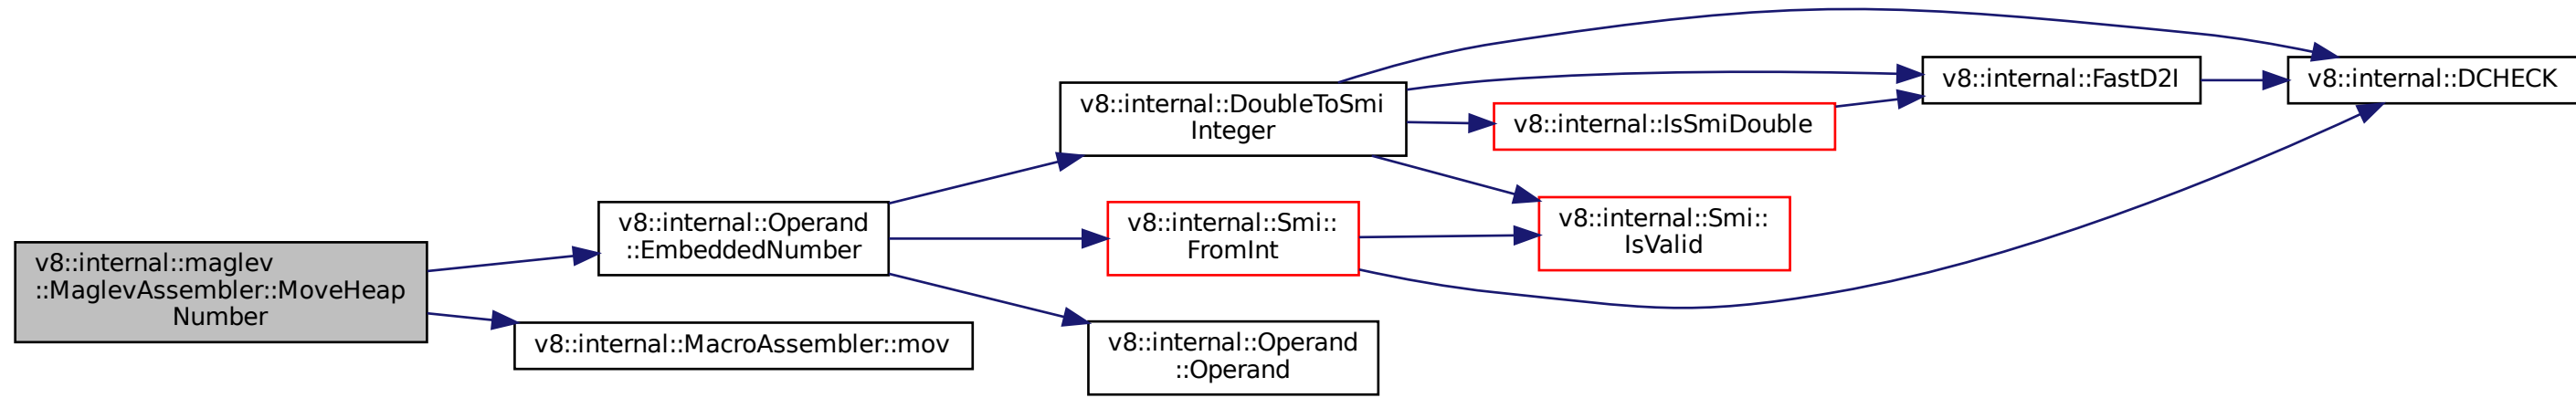 v8::internal::maglev
::MaglevAssembler::MoveHeap
Number
v8::internal::Operand
::EmbeddedNumber
v8::internal::MacroAssembler::mov
v8::internal::DoubleToSmi
Integer
v8::internal::Smi::
FromInt
v8::internal::Operand
::Operand
v8::internal::IsSmiDouble
v8::internal::Smi::
IsValid
v8::internal::FastD2I
v8::internal::DCHECK